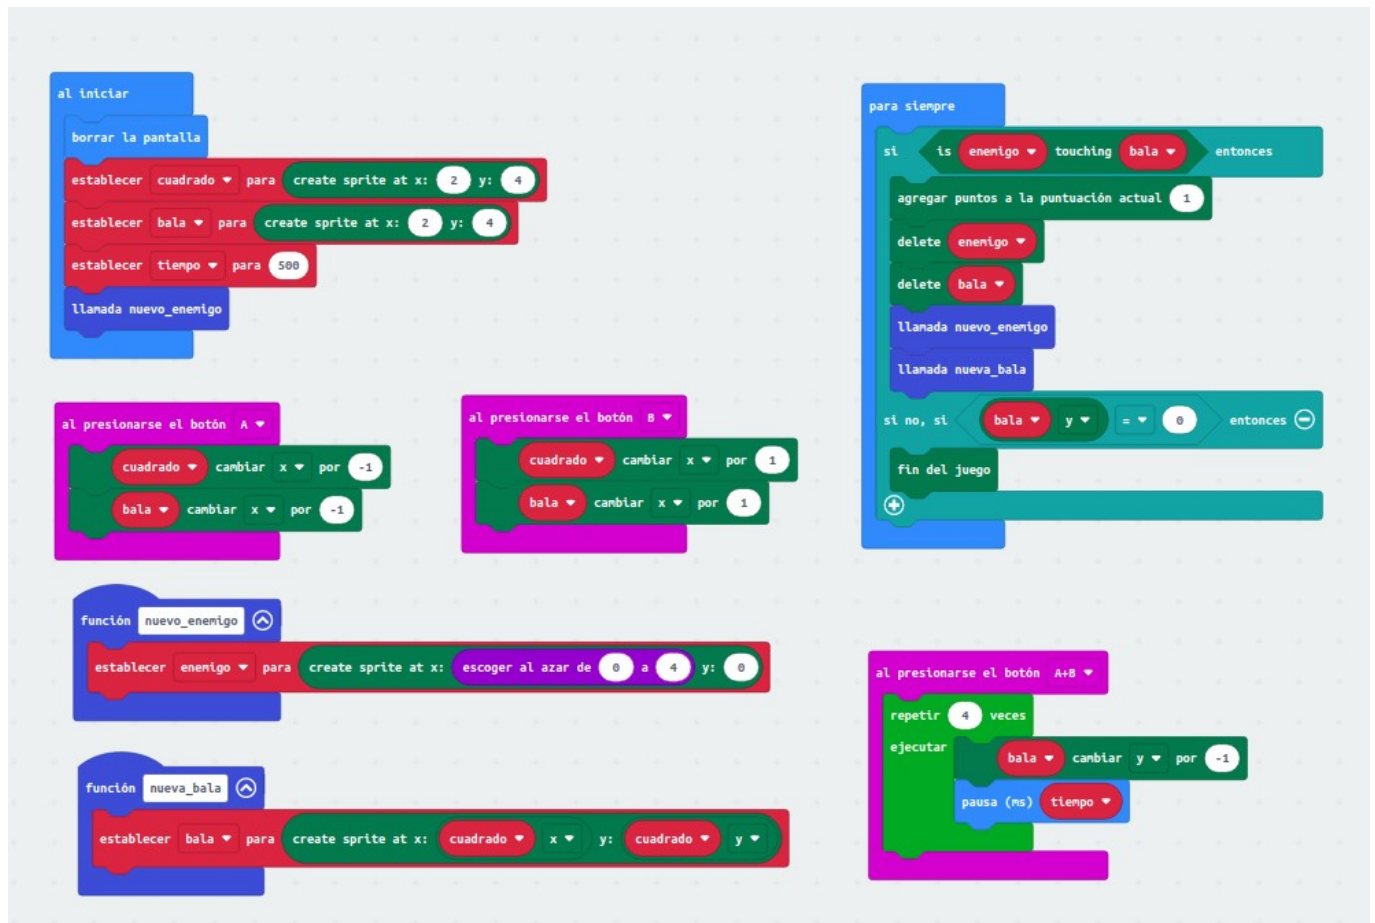 al iniciar
borrar la pantalla
establecer cuadrado para create sprite at x: 2 y: 4
establecer bala para create sprite at x: 2 y: 4
establecer tiempo para 500
llamada nuevo_enemigo
para siempre
si is enemigo touching bala entonces
agregar puntos a la puntuación actual 1
delete enemigo
delete bala
llamada nuevo_enemigo
llamada nueva_bala
si no, si bala y = 0 entonces
fin del juego
al presionarse el botón A
cuadrado cambiar x por -1
bala cambiar x por -1
al presionarse el botón B
cuadrado cambiar x por 1
bala cambiar x por 1
función nuevo_enemigo
establecer enemigo para create sprite at x: escoger al azar de 0 a 4 y: 0
función nueva_bala
establecer bala para create sprite at x: cuadrado x y: cuadrado y
al presionarse el botón A+B
repetir 4 veces
ejecutar
bala cambiar y por -1
pausa (ms) tiempo